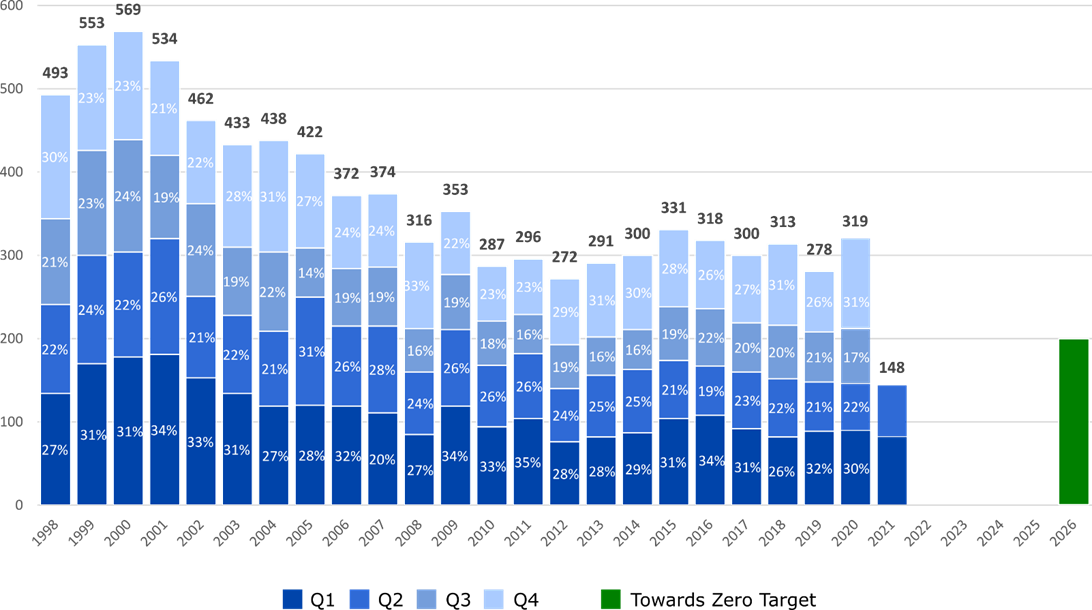 600
500
400
300
200
100
0
493 553 569 534 462 433 438 422 372 374 316 353 287 296 272 291 300 331 318 300 313 278 319 148
30% 23% 23% 21% 22% 28% 31% 27% 24% 24% 33% 22% 23% 23% 29% 31% 30% 28% 26% 27% 31% 26% 31%
21% 23% 24% 19% 24% 19% 22% 14% 19% 19% 16% 19% 18% 16% 19% 16% 16% 19% 22% 20% 20% 21% 17%
22% 24% 22% 26% 21% 22% 21% 31% 26% 28% 24% 26% 26% 26% 24% 25% 25% 21% 19% 23% 22% 21% 22%
27% 31% 31% 34% 33% 31% 27% 28% 32% 20% 27% 34% 33% 35% 28% 28% 29% 31% 34% 31% 26% 32% 30%
1998 1999 2000 2001 2002 2003 2004 2005 2006 2007 2008 2009 2010 2011 2012 2013 2014 2015 2016 2017 2018 2019 2020 2021 2022 2023 2024 2025 2026
Q1 Q2 Q3 Q4 Towards Zero Target